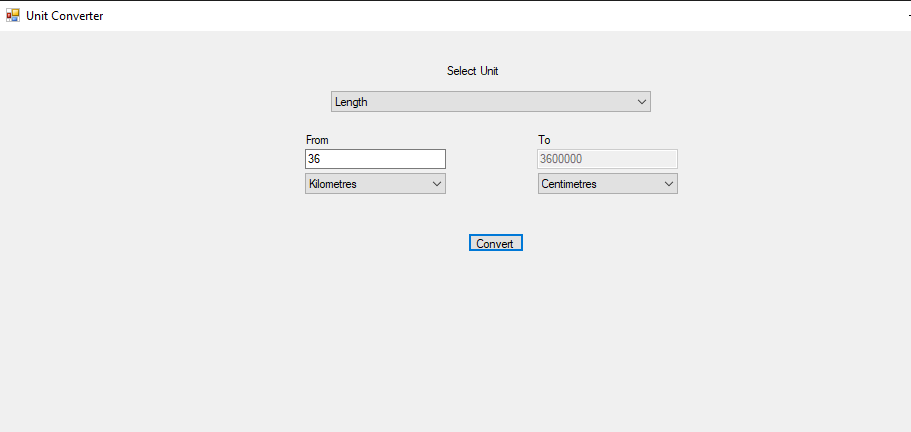 Unit Converter
Select Unit
Length
From To
36 3600000
Kilometres Centimetres
Convert